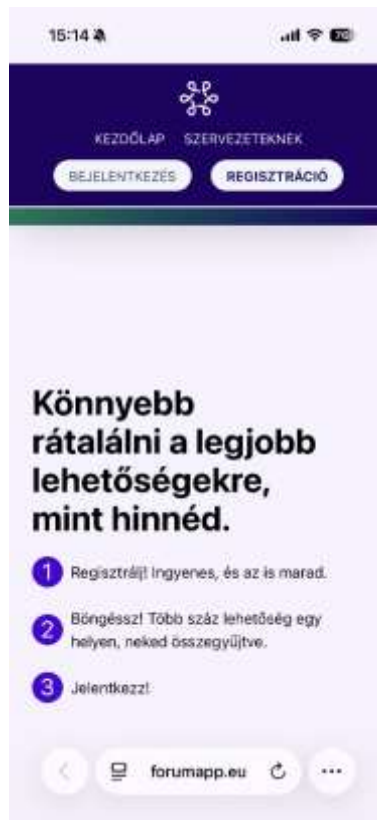 15:14
70
KEZDŐLAP SZERVEZETEKNEK
BEJELENTKEZÉS REGISZTRÁCIÓ
Könnyebb
rátalálni a legjobb
lehetőségekre,
mint hinnéd.
1 Regisztrálj! Ingyenes, és az is marad.
2 Böngéssz! Több száz lehetőség egy
helyen, neked összegyűjtve.
3 Jelentkezz!
forumapp.eu